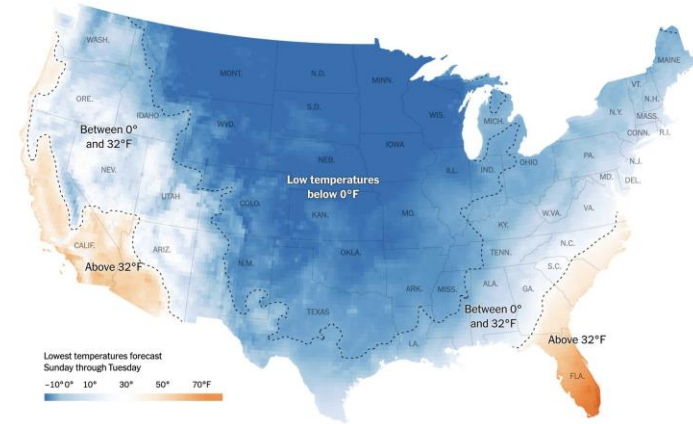 WASH.
MONT.
N.D.
MINN.
MAINE
ORE.
IDAHO
S.D.
WIS.
MICH.
VT.
N.H.
N.Y.
MASS.
CONN.
R.I.
Between 0°
and 32°F
WYO.
IOWA
NEB.
NEV.
UTAH
Low temperatures
below 0°F
COLO.
KAN.
MO.
ILL.
IND.
OHIO
PA.
N.J.
MD.
DEL.
W.VA.
VA.
KY.
CALIF.
Above 32°F
ARIZ.
N.M.
OKLA.
ARK.
TENN.
N.C.
S.C.
MISS.
ALA.
GA.
Between 0°
and 32°F
TEXAS
LA.
Above 32°F
FLA.
Lowest temperatures forecast
Sunday through Tuesday
-10° 0° 10° 30° 50° 70°F